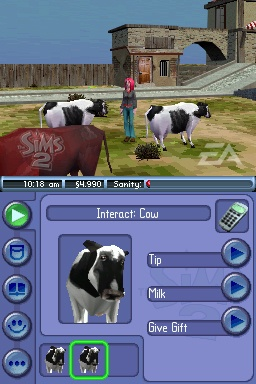 THE
SIMS
2
EA
10:18 am
§4,990
Sanity:
Interact: Cow
Tip
Milk
Give Gift